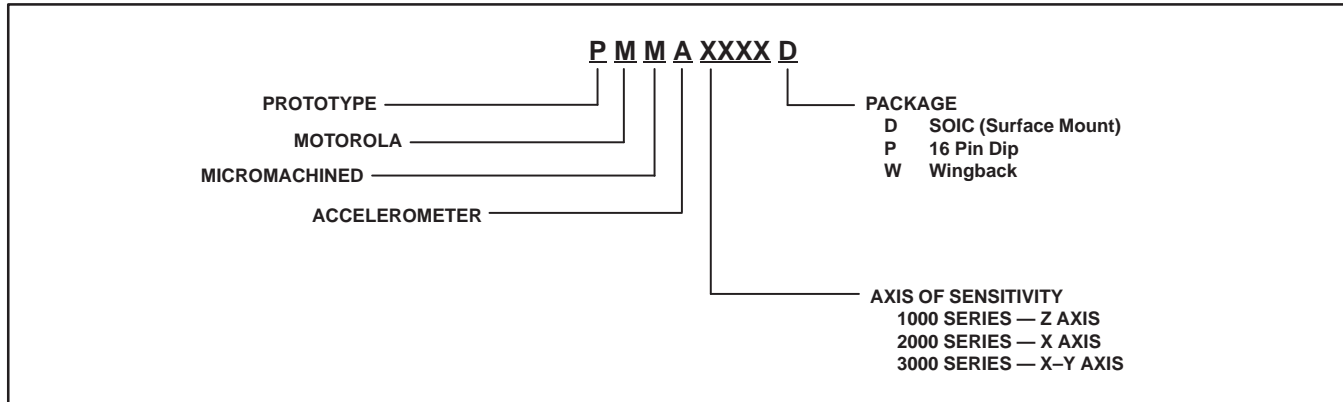 P M M A XXXX D
PROTOTYPE
MOTOROLA
MICROMACHINED
ACCELEROMETER
PACKAGE
D SOIC (Surface Mount)
P 16 Pin Dip
W Wingback
AXIS OF SENSITIVITY
1000 SERIES — Z AXIS
2000 SERIES — X AXIS
3000 SERIES — X–Y AXIS